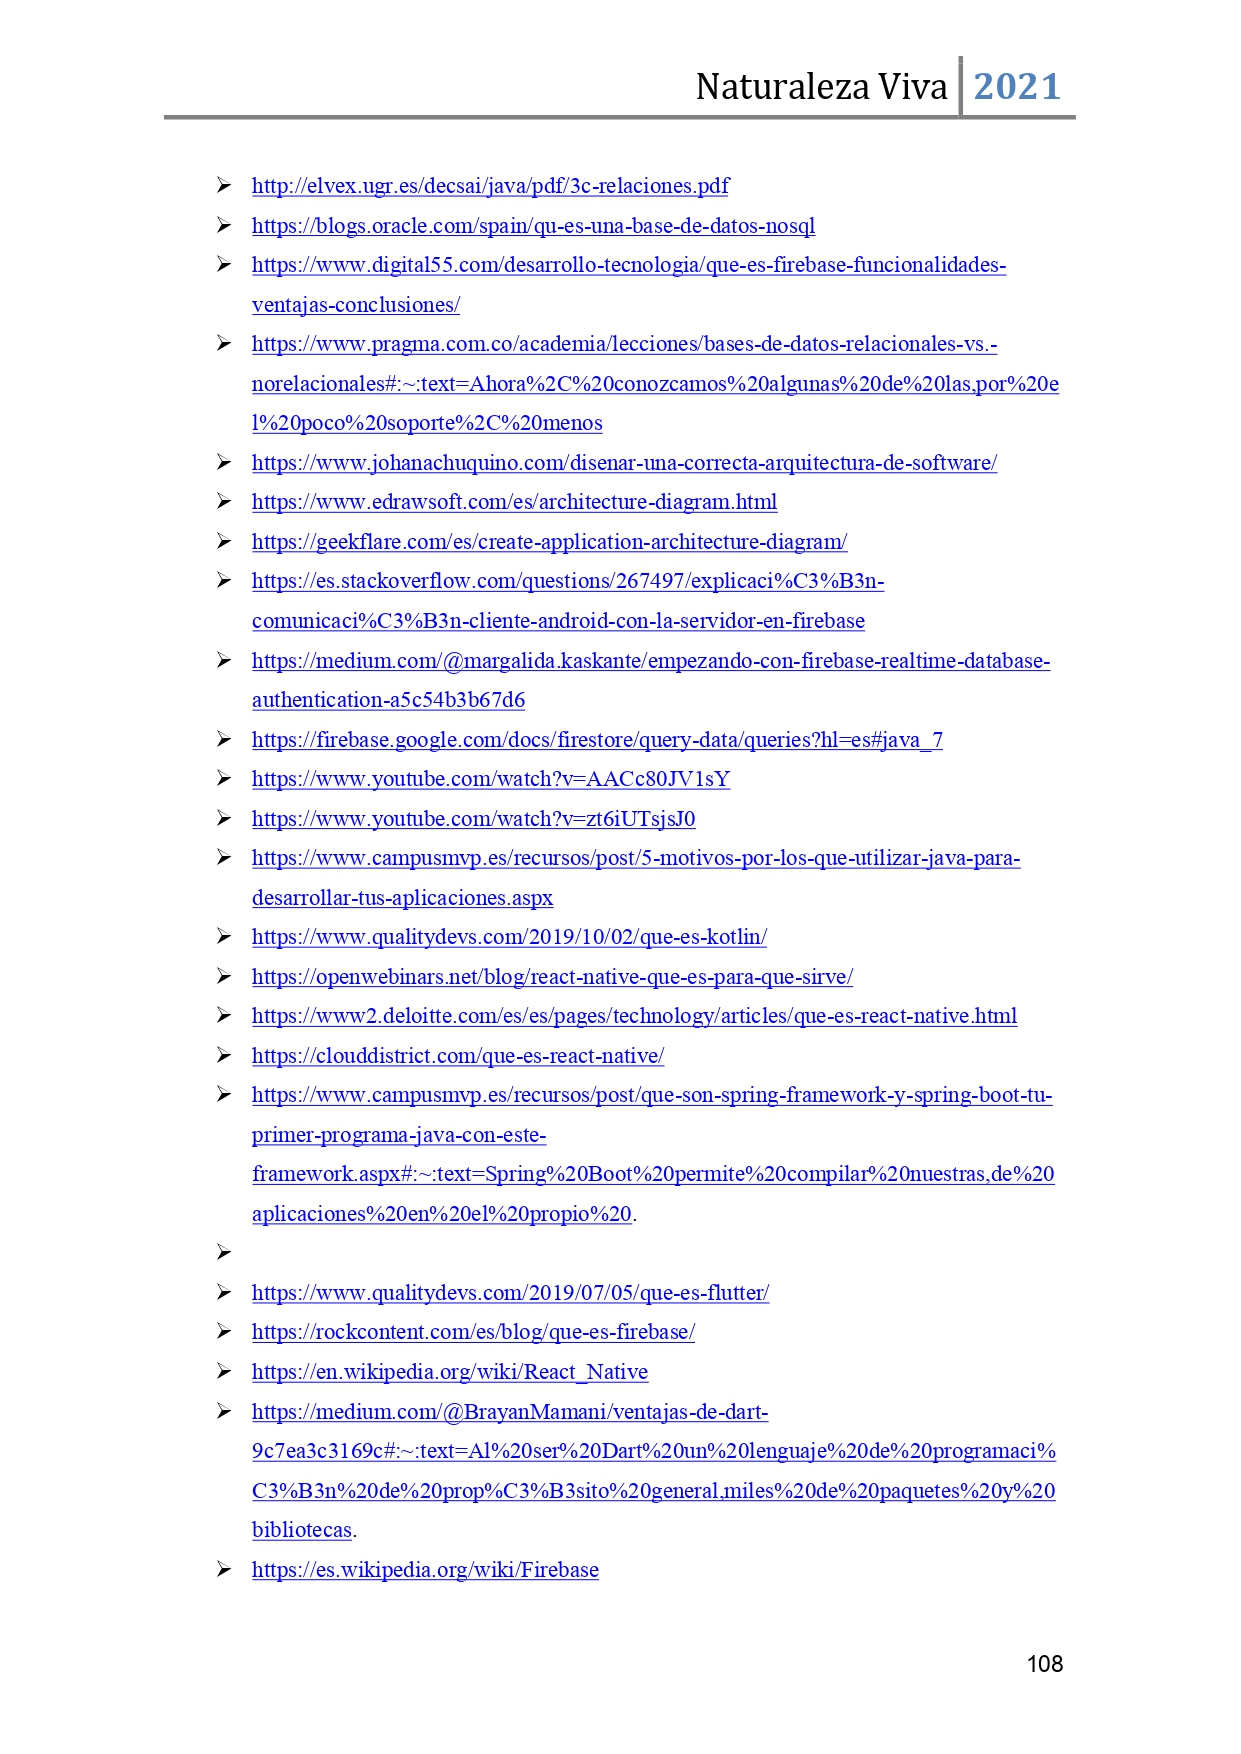 Naturaleza Viva 2021
➢ http://elvex.ugr.es/decsai/java/pdf/3c-relaciones.pdf
➢ https://blogs.oracle.com/spain/qu-es-una-base-de-datos-nosql
➢ https://www.digital55.com/desarrollo-tecnologia/que-es-firebase-funcionalidades-
ventajas-conclusiones/
➢ https://www.pragma.com.co/academia/lecciones/bases-de-datos-relacionales-vs.-
norelacionales#:~:text=Ahora%2C%20conozcamos%20algunas%20de%20las,por%20e
l%20poco%20soporte%2C%20menos
➢ https://www.johanachuquino.com/disenar-una-correcta-arquitectura-de-software/
➢ https://www.edrawsoft.com/es/architecture-diagram.html
➢ https://geekflare.com/es/create-application-architecture-diagram/
➢ https://es.stackoverflow.com/questions/267497/explicaci%C3%B3n-
comunicaci%C3%B3n-cliente-android-con-la-servidor-en-firebase
➢ https://medium.com/@margalida.kaskante/empezando-con-firebase-realtime-database-
authentication-a5c54b3b67d6
➢ https://firebase.google.com/docs/firestore/query-data/queries?hl=es#java_7
➢ https://www.youtube.com/watch?v=AACc80JV1sY
➢ https://www.youtube.com/watch?v=zt6iUTsjsJ0
➢ https://www.campusmvp.es/recursos/post/5-motivos-por-los-que-utilizar-java-para-
desarrollar-tus-aplicaciones.aspx
➢ https://www.qualitydevs.com/2019/10/02/que-es-kotlin/
➢ https://openwebinars.net/blog/react-native-que-es-para-que-sirve/
➢ https://www2.deloitte.com/es/es/pages/technology/articles/que-es-react-native.html
➢ https://clouddistrict.com/que-es-react-native/
➢ https://www.campusmvp.es/recursos/post/que-son-spring-framework-y-spring-boot-tu-
primer-programa-java-con-este-
framework.aspx#:~:text=Spring%20Boot%20permite%20compilar%20nuestras,de%20
aplicaciones%20en%20el%20propio%20.
➢
➢ https://www.qualitydevs.com/2019/07/05/que-es-flutter/
➢ https://rockcontent.com/es/blog/que-es-firebase/
➢ https://en.wikipedia.org/wiki/React_Native
➢ https://medium.com/@BrayanMamani/ventajas-de-dart-
9c7ea3c3169c#:~:text=Al%20ser%20Dart%20un%20lenguaje%20de%20programaci%
C3%B3n%20de%20prop%C3%B3sito%20general,miles%20de%20paquetes%20y%20
bibliotecas.
➢ https://es.wikipedia.org/wiki/Firebase
108